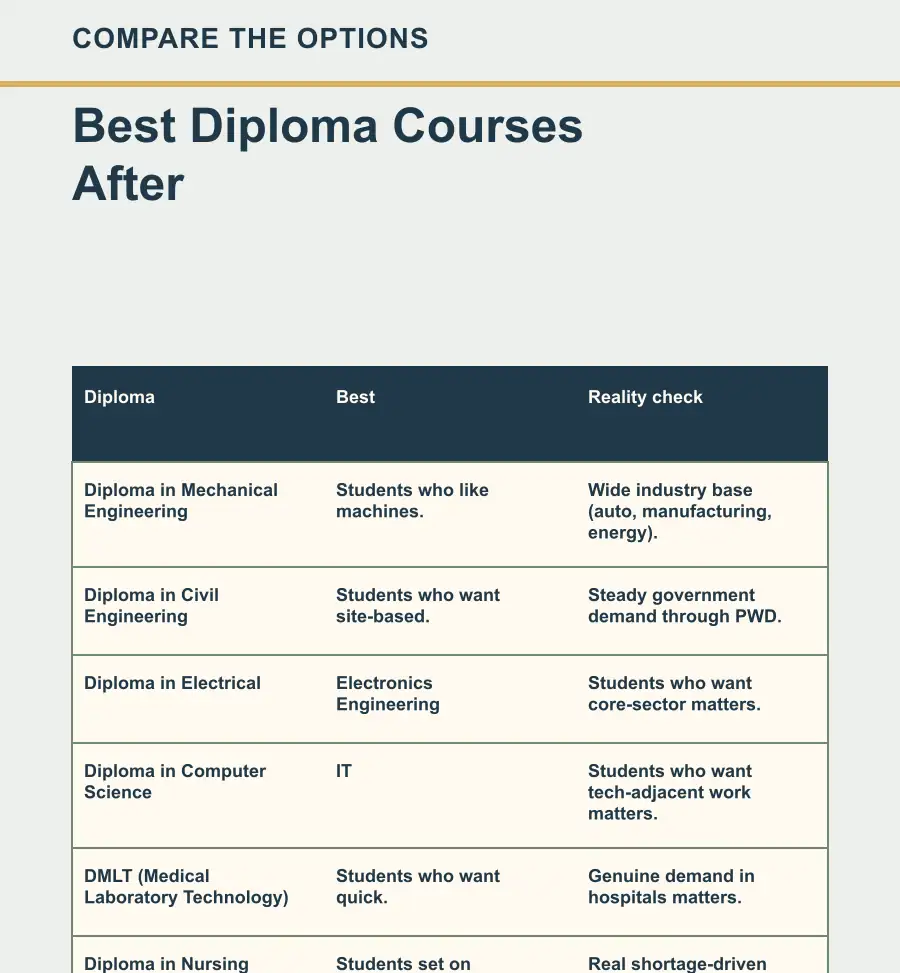 COMPARE THE OPTIONS
Best Diploma Courses
After
Diploma
Best
Reality check
Diploma in Mechanical
Engineering
Students who like
machines.
Wide industry base
(auto, manufacturing,
energy).
Diploma in Civil
Engineering
Students who want
site-based.
Steady government
demand through PWD.
Diploma in Electrical
Electronics
Engineering
Students who want
core-sector matters.
Diploma in Computer
Science
IT
Students who want
tech-adjacent work
matters.
DMLT (Medical
Laboratory Technology)
Students who want
quick.
Genuine demand in
hospitals matters.
Diploma in Nursing
Students set on
Real shortage-driven